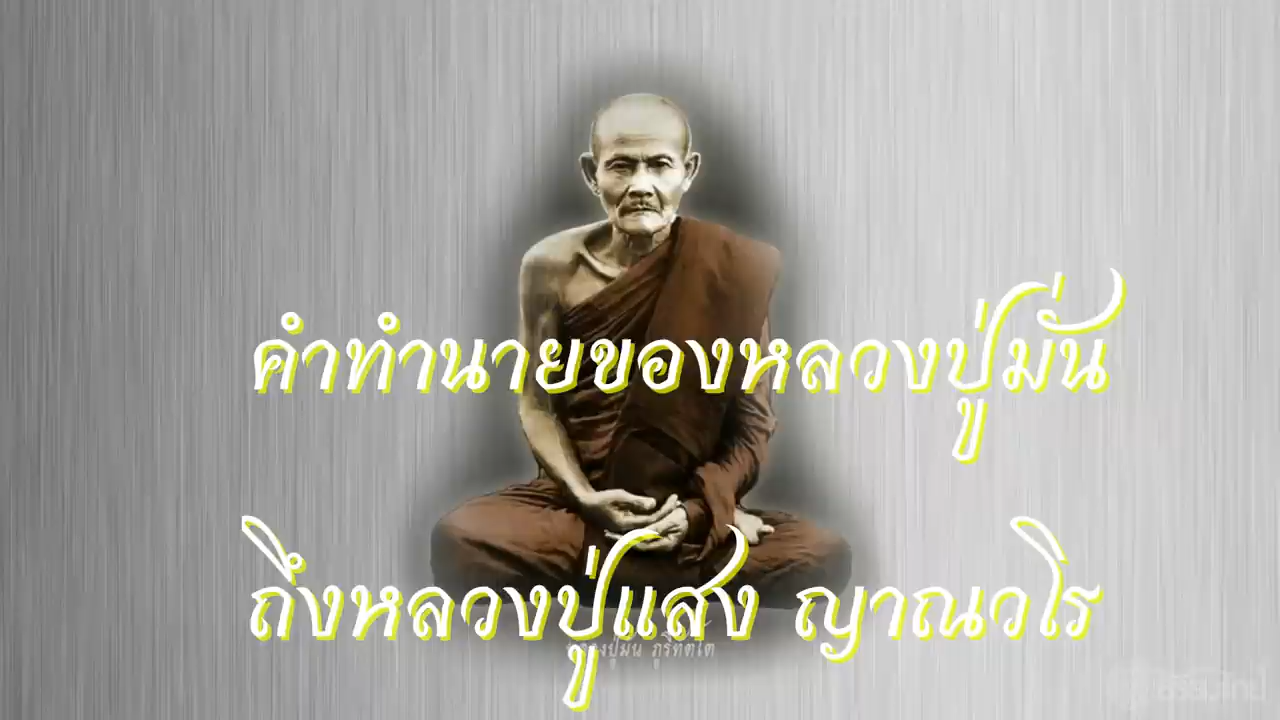 คำทำนายของหลวงปู่มั่น
ถึงหลวงปู่แสง ญาณวโร
หลวงปู่มั่น ภูริทัตโต